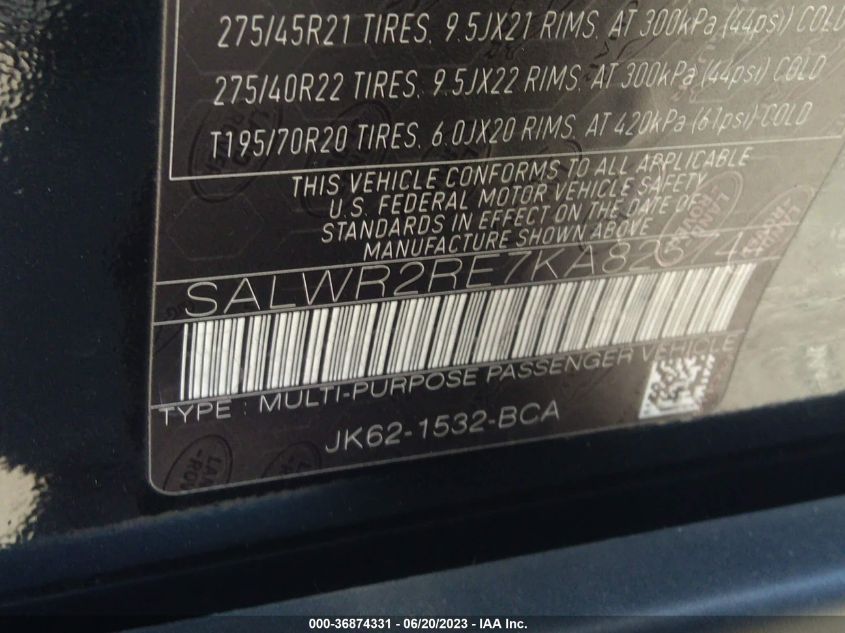 275/45R21 TIRES. 9.5JX21 RIMS. AT 300kPa (44psi) COLD
275/40R22 TIRES. 9.5JX22 RIMS. AT 300kPa (44psi) COLD
T195/70R20 TIRES. 6.0JX20 RIMS. AT 420kPa (61psi) COLD
THIS VEHICLE CONFORMS TO ALL APPLICABLE
U.S. FEDERAL MOTOR VEHICLE SAFETY
STANDARDS IN EFFECT ON THE DATE OF
MANUFACTURE SHOWN ABOVE
TYPE : MULTI-PURPOSE PASSENGER VEHICLE
JK62-1532-BCA
LAND
-ROVER
000-36874331 - 06/20/2023 - IAA Inc.